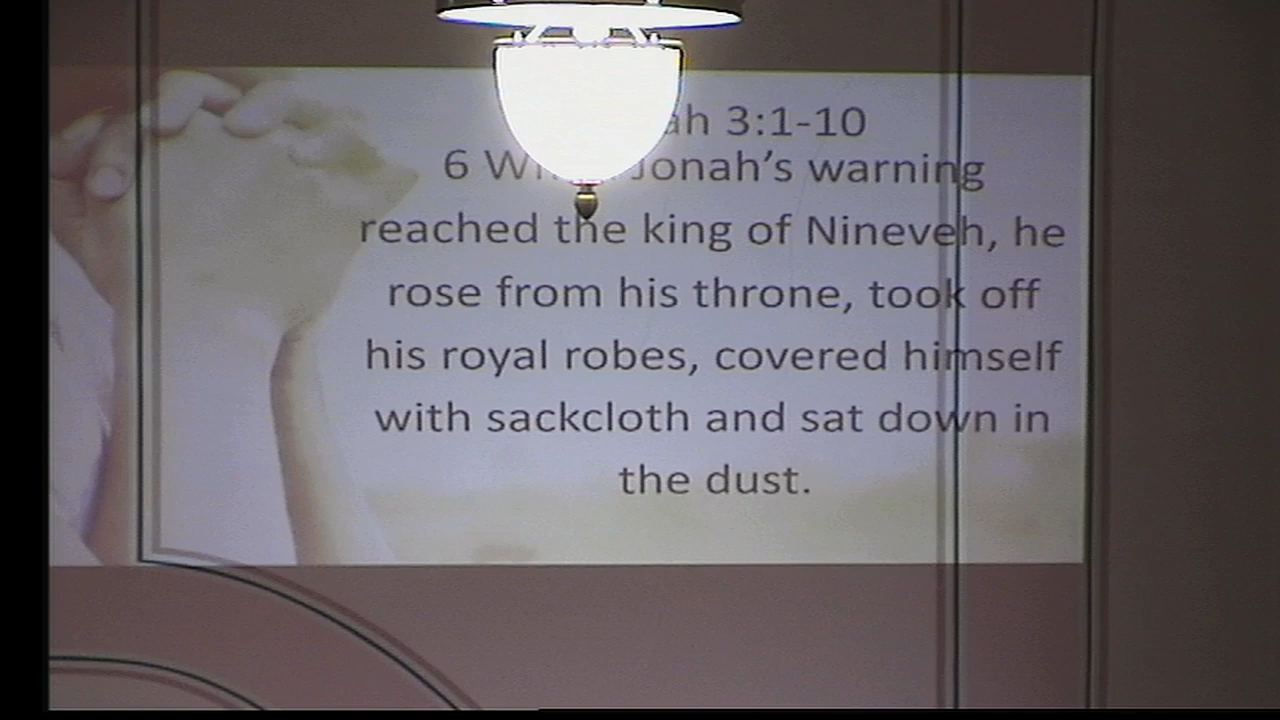 3:1-10
6 Jonah's warning
reached the king of Nineveh, he
rose from his throne, took off
his royal robes, covered himself
with sackcloth and sat down in
the dust.